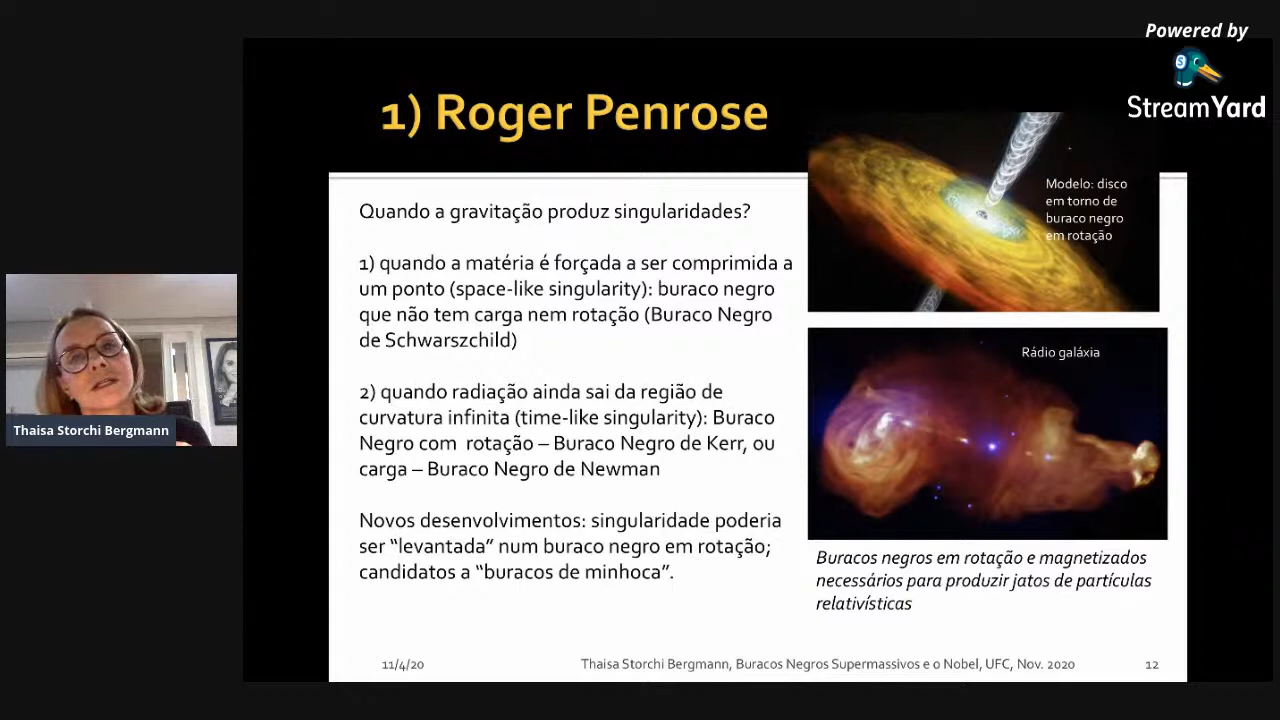 Powered by
StreamYard
1) Roger Penrose
Quando a gravitação produz singularidades?
1) quando a matéria é forçada a ser comprimida a
um ponto (space-like singularity): buraco negro
que não tem carga nem rotação (Buraco Negro
de Schwarszchild)
2) quando radiação ainda sai da região de
curvatura infinita (time-like singularity): Buraco
Negro com rotação – Buraco Negro de Kerr, ou
carga – Buraco Negro de Newman
Novos desenvolvimentos: singularidade poderia
ser “levantada” num buraco negro em rotação;
candidatos a “buracos de minhoca”.
Modelo: disco
em torno de
buraco negro
em rotação
Rádio galáxia
Buracos negros em rotação e magnetizados
necessários para produzir jatos de partículas
relativísticas
Thaisa Storchi Bergmann
11/4/20
Thaisa Storchi Bergmann, Buracos Negros Supermassivos e o Nobel, UFC, Nov. 2020
12